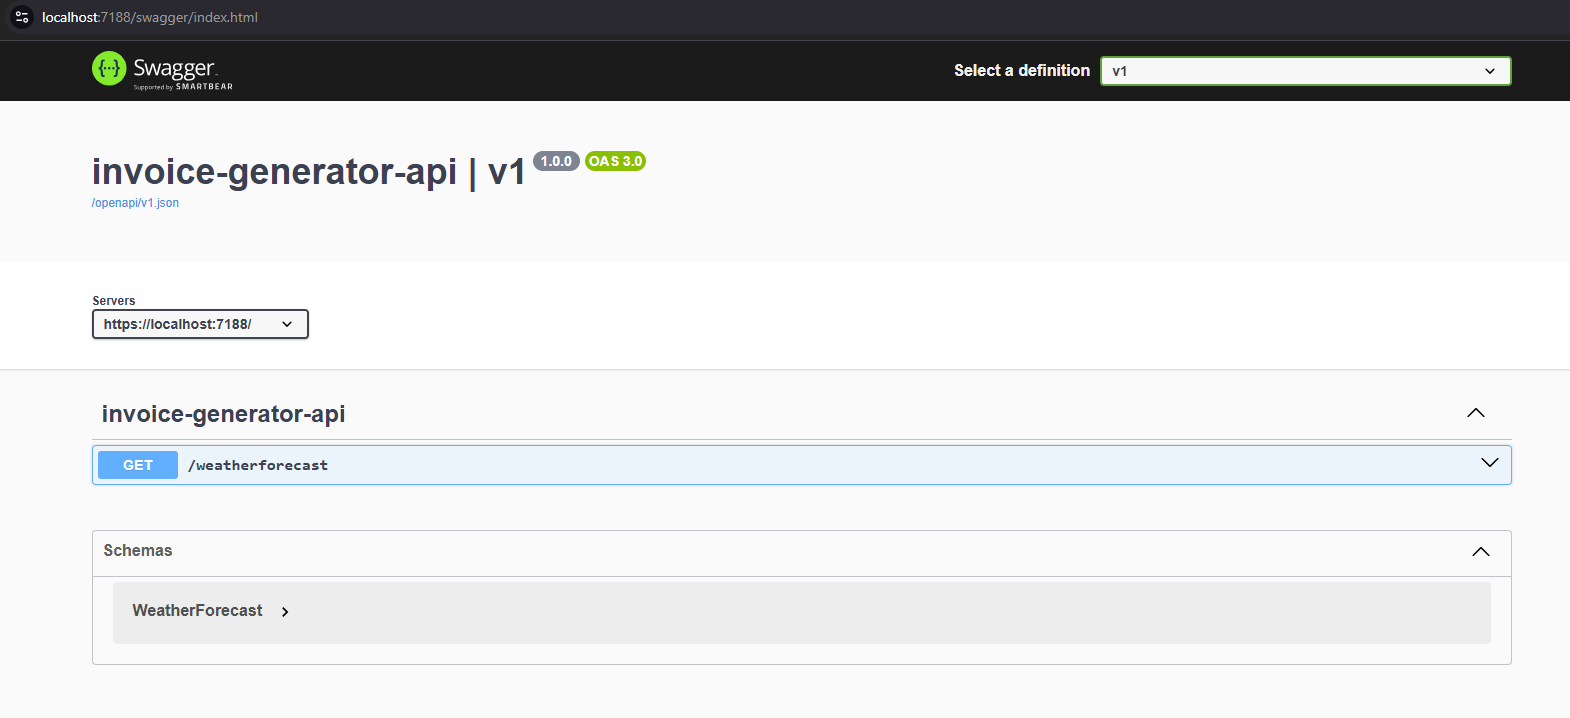 localhost:7188/swagger/index.html
{···} Swagger
Supported by SMARTBEAR
Select a definition
v1
invoice-generator-api | v1 1.0.0 OAS 3.0
/openapi/v1.json
Servers
https://localhost:7188/
invoice-generator-api
GET /weatherforecast
Schemas
WeatherForecast